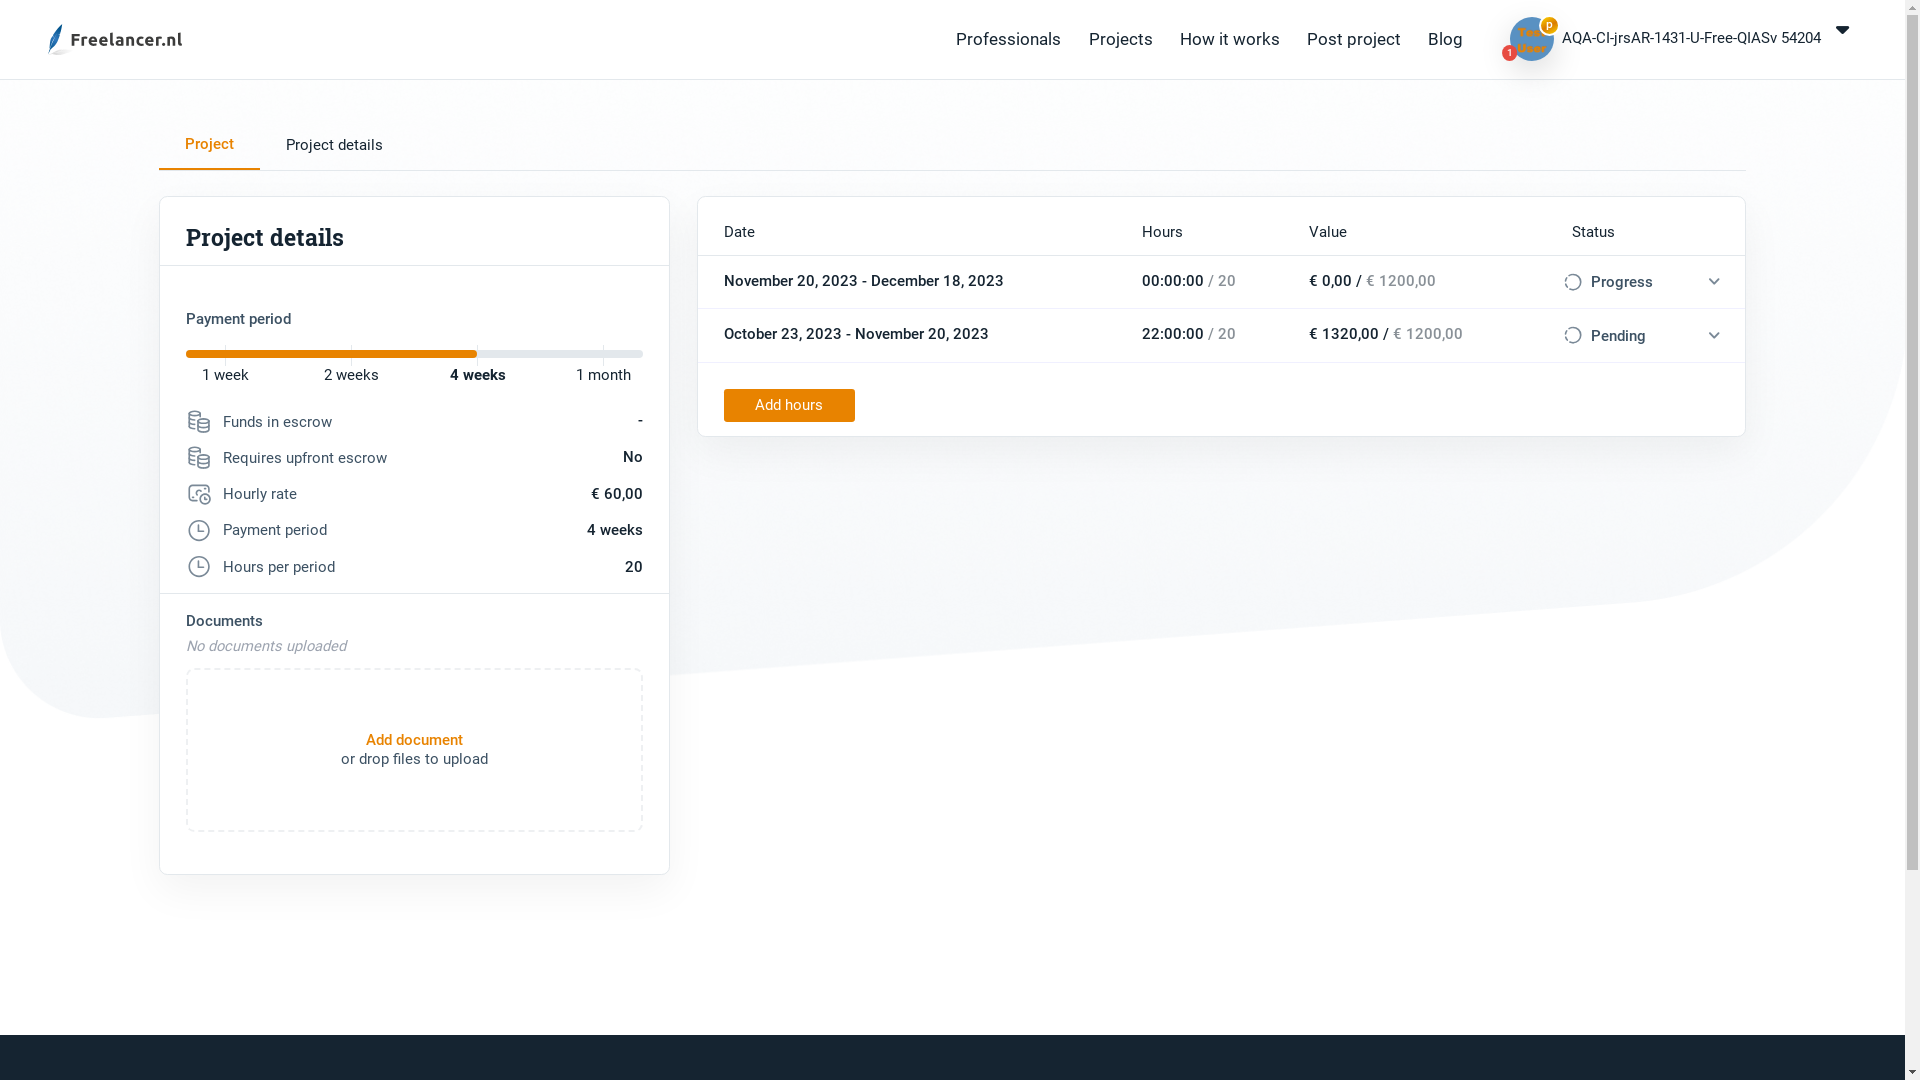 Freelancer.nl
Professionals
Projects
How it works
Post project
Blog
p
1
AQA-CI-jrsAR-1431-U-Free-QIASv 54204
Project
Project details
Project details
Payment period
1 week
2 weeks
4 weeks
1 month
Funds in escrow
-
Requires upfront escrow
No
Hourly rate
€ 60,00
Payment period
4 weeks
Hours per period
20
Documents
No documents uploaded
Add document
or drop files to upload
Date
Hours
Value
Status
November 20, 2023 - December 18, 2023
00:00:00 / 20
€ 0,00 / € 1200,00
Progress
October 23, 2023 - November 20, 2023
22:00:00 / 20
€ 1320,00 / € 1200,00
Pending
Add hours